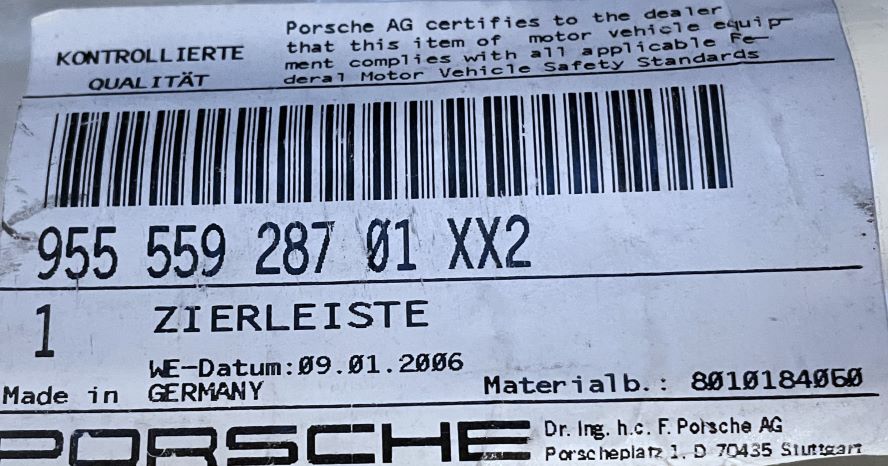 KONTROLLIERTE
QUALITÄT
Porsche AG certifies to the dealer
that this item of motor vehicle equip-
ment complies with all applicable Fe-
deral Motor Vehicle Safety Standards
955 559 287 01 XX2
1 ZIERLEISTE
WE-Datum:09.01.2006
Made in GERMANY
Materialb.: 8010184060
PORSCHE
Dr. Ing. h.c. F. Porsche AG
Porscheplatz 1. D 70435 Stuttgart